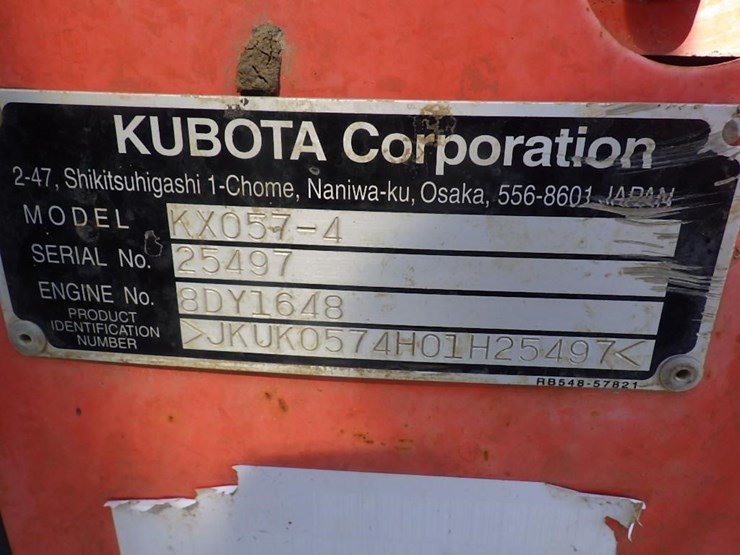 KUBOTA Corporation
2-47, Shikitsuhigashi 1-Chome, Naniwa-ku, Osaka, 556-8601 JAPAN
MODEL KX057-4
SERIAL No. 25497
ENGINE No. 8DY1648
PRODUCT
IDENTIFICATION
NUMBER >JKUK0574H01H25497<
RB548-57821